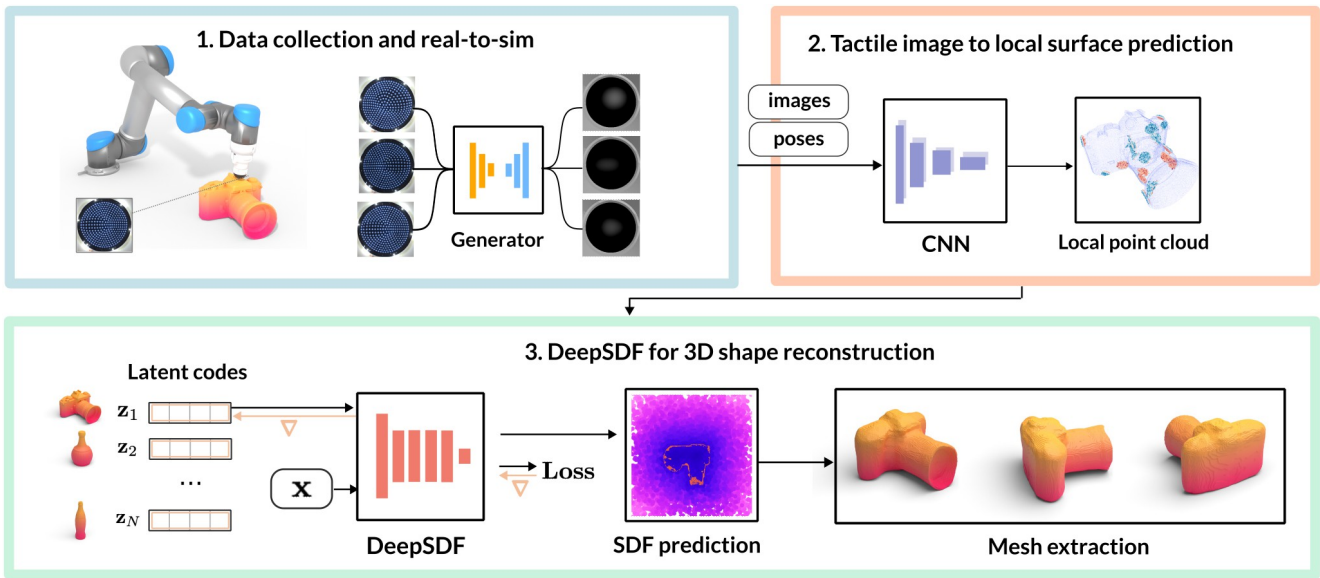 1. Data collection and real-to-sim
Generator
2. Tactile image to local surface prediction
images
poses
CNN
Local point cloud
3. DeepSDF for 3D shape reconstruction
Latent codes
z₁
z₂
...
z_N
∇
x
DeepSDF
Loss
∇
SDF prediction
Mesh extraction